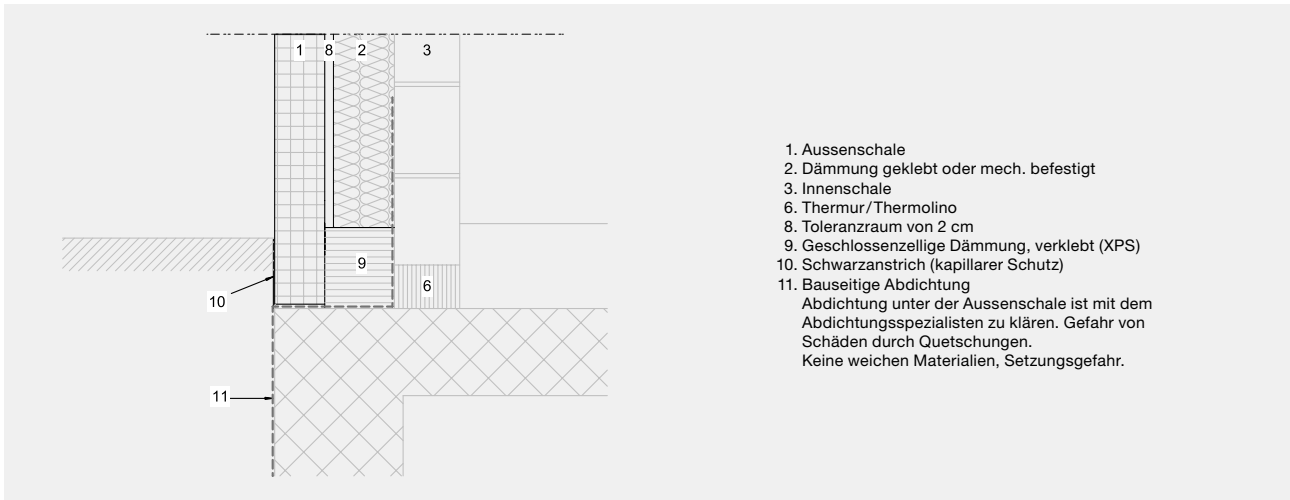 1 8 2 3
9
6
10
11
1. Aussenschale
2. Dämmung geklebt oder mech. befestigt
3. Innenschale
6. Thermur/Thermolino
8. Toleranzraum von 2 cm
9. Geschlossenzellige Dämmung, verklebt (XPS)
10. Schwarzanstrich (kapillarer Schutz)
11. Bauseitige Abdichtung
Abdichtung unter der Aussenschale ist mit dem
Abdichtungsspezialisten zu klären. Gefahr von
Schäden durch Quetschungen.
Keine weichen Materialien, Setzungsgefahr.